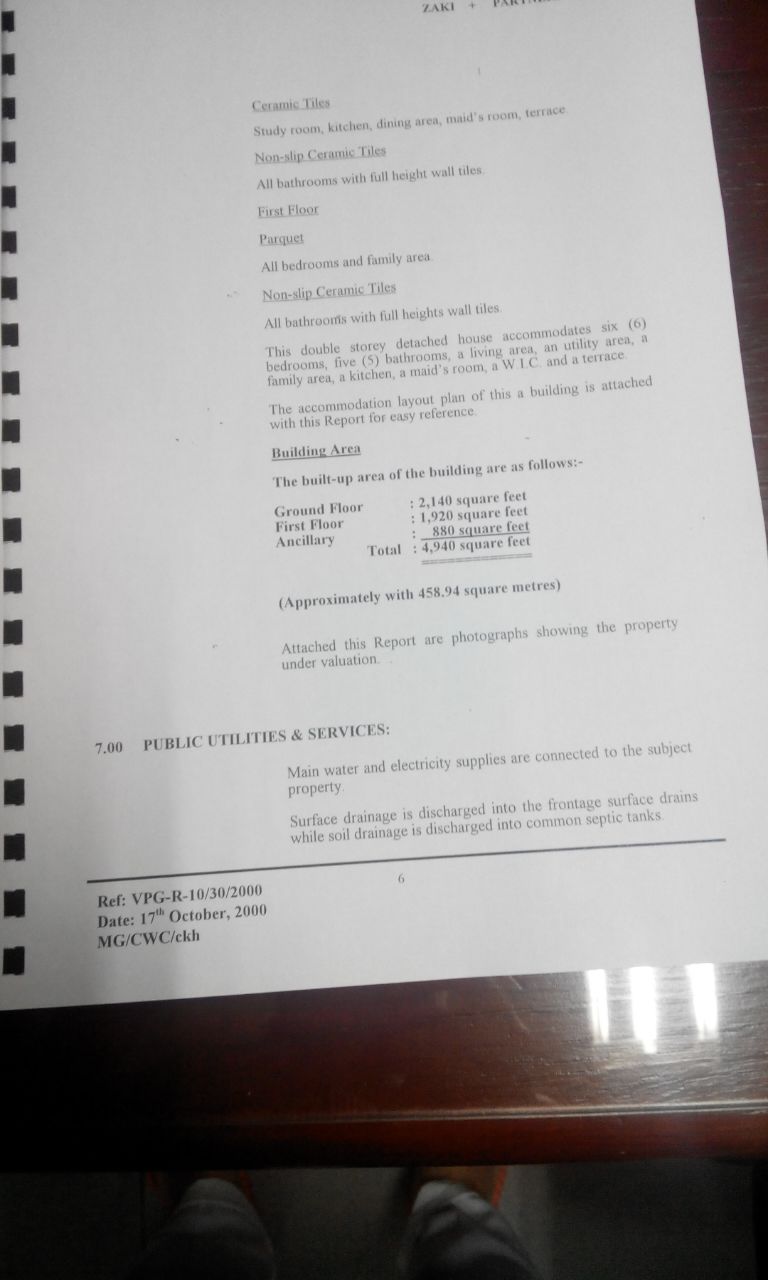 ZAKI +
Ceramic Tiles
Study room, kitchen, dining area, maid's room, terrace.
Non-slip Ceramic Tiles
All bathrooms with full height wall tiles.
First Floor
Parquet
All bedrooms and family area.
Non-slip Ceramic Tiles
All bathrooms with full heights wall tiles.
This double storey detached house accommodates six (6)
bedrooms, five (5) bathrooms, a living area, an utility area, a
family area, a kitchen, a maid's room, a W.I.C. and a terrace.
The accommodation layout plan of this a building is attached
with this Report for easy reference.
Building Area
The built-up area of the building are as follows:-
Ground Floor : 2,140 square feet
First Floor : 1,920 square feet
Ancillary : 880 square feet
Total : 4,940 square feet
(Approximately with 458.94 square metres)
Attached this Report are photographs showing the property
under valuation.
7.00 PUBLIC UTILITIES & SERVICES:
Main water and electricity supplies are connected to the subject
property.
Surface drainage is discharged into the frontage surface drains
while soil drainage is discharged into common septic tanks.
6
Ref: VPG-R-10/30/2000
Date: 17th October, 2000
MG/CWC/ckh